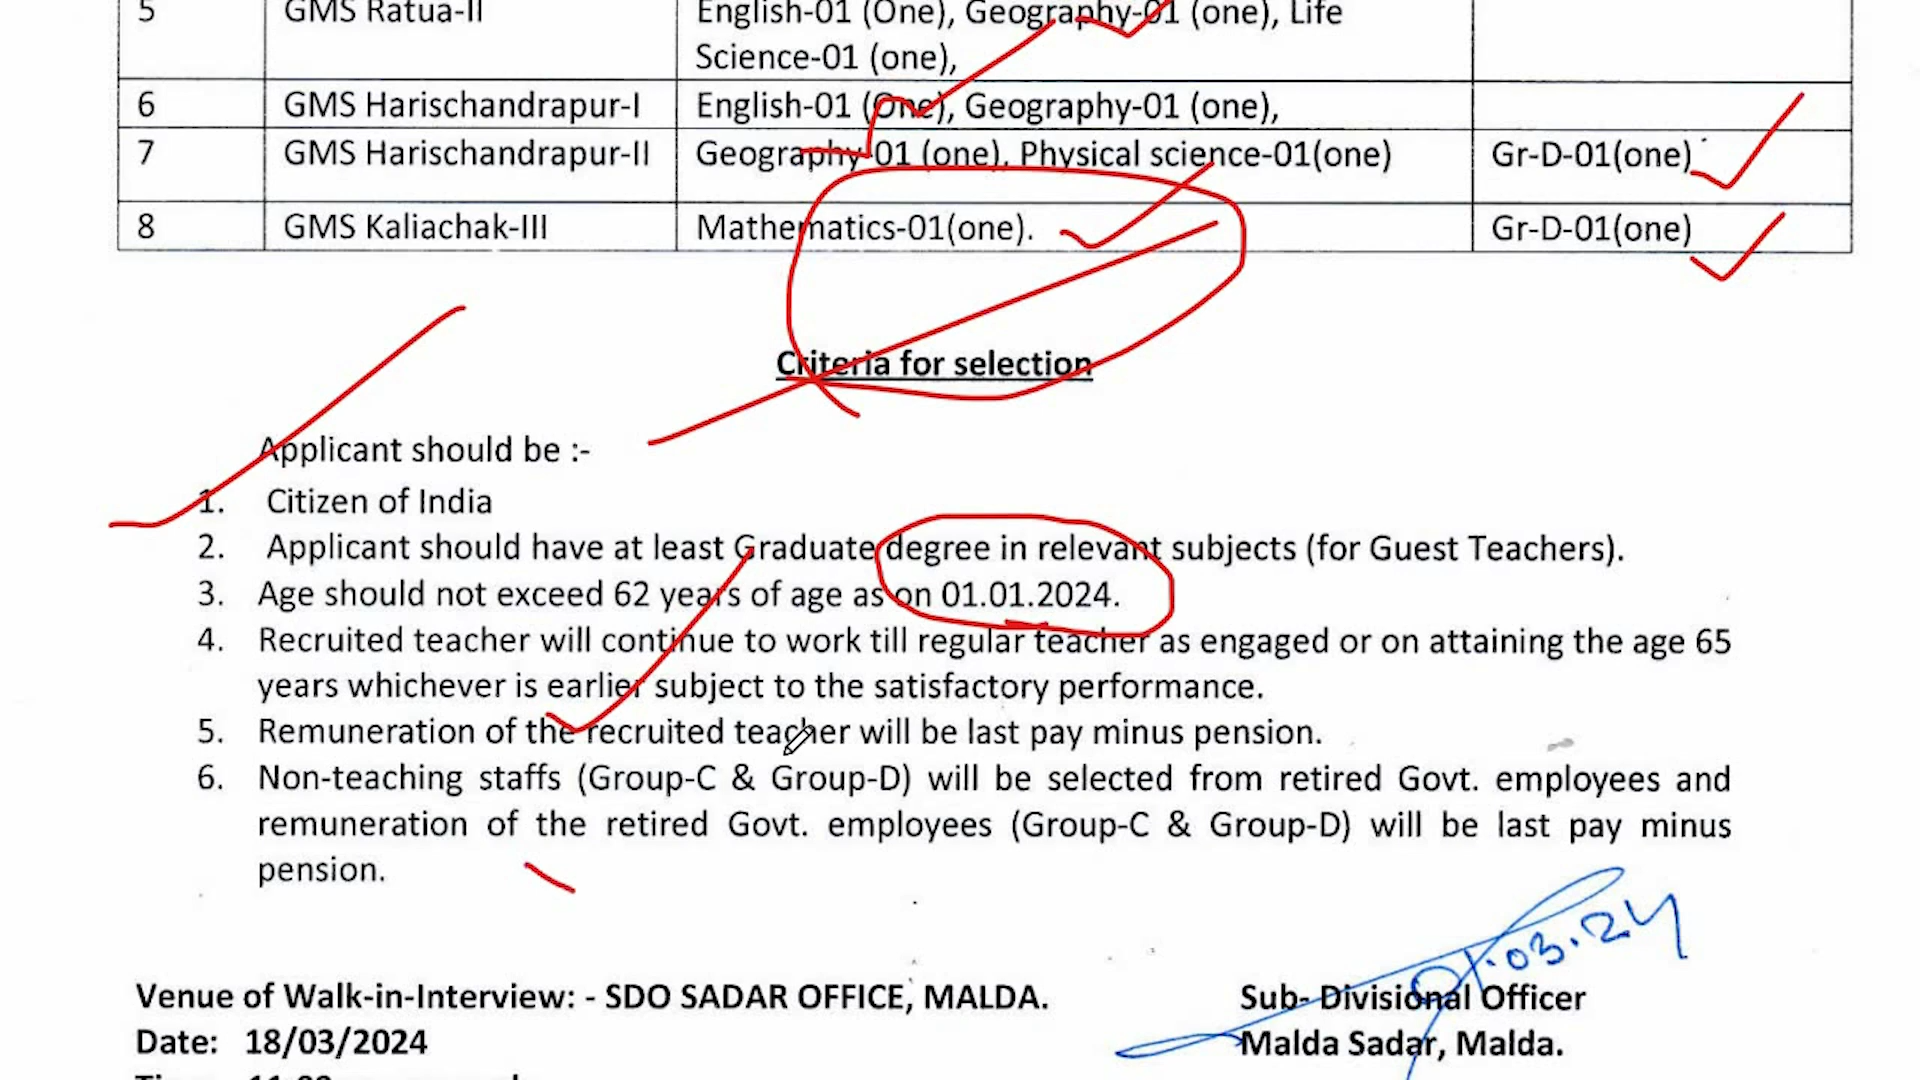 5 GMS Ratua-II English-01 (One), Geography-01 (one), Life
Science-01 (one),
6 GMS Harischandrapur-I English-01 (One), Geography-01 (one),
7 GMS Harischandrapur-II Geography-01 (one), Physical science-01(one) Gr-D-01(one)
8 GMS Kaliachak-III Mathematics-01(one). Gr-D-01(one)
Criteria for selection
Applicant should be :-
1. Citizen of India
2. Applicant should have at least Graduate degree in relevant subjects (for Guest Teachers).
3. Age should not exceed 62 years of age as on 01.01.2024.
4. Recruited teacher will continue to work till regular teacher as engaged or on attaining the age 65
years whichever is earlier subject to the satisfactory performance.
5. Remuneration of the recruited teacher will be last pay minus pension.
6. Non-teaching staffs (Group-C & Group-D) will be selected from retired Govt. employees and
remuneration of the retired Govt. employees (Group-C & Group-D) will be last pay minus
pension.
Venue of Walk-in-Interview: - SDO SADAR OFFICE, MALDA.
Date: 18/03/2024
03.24
Sub- Divisional Officer
Malda Sadar, Malda.